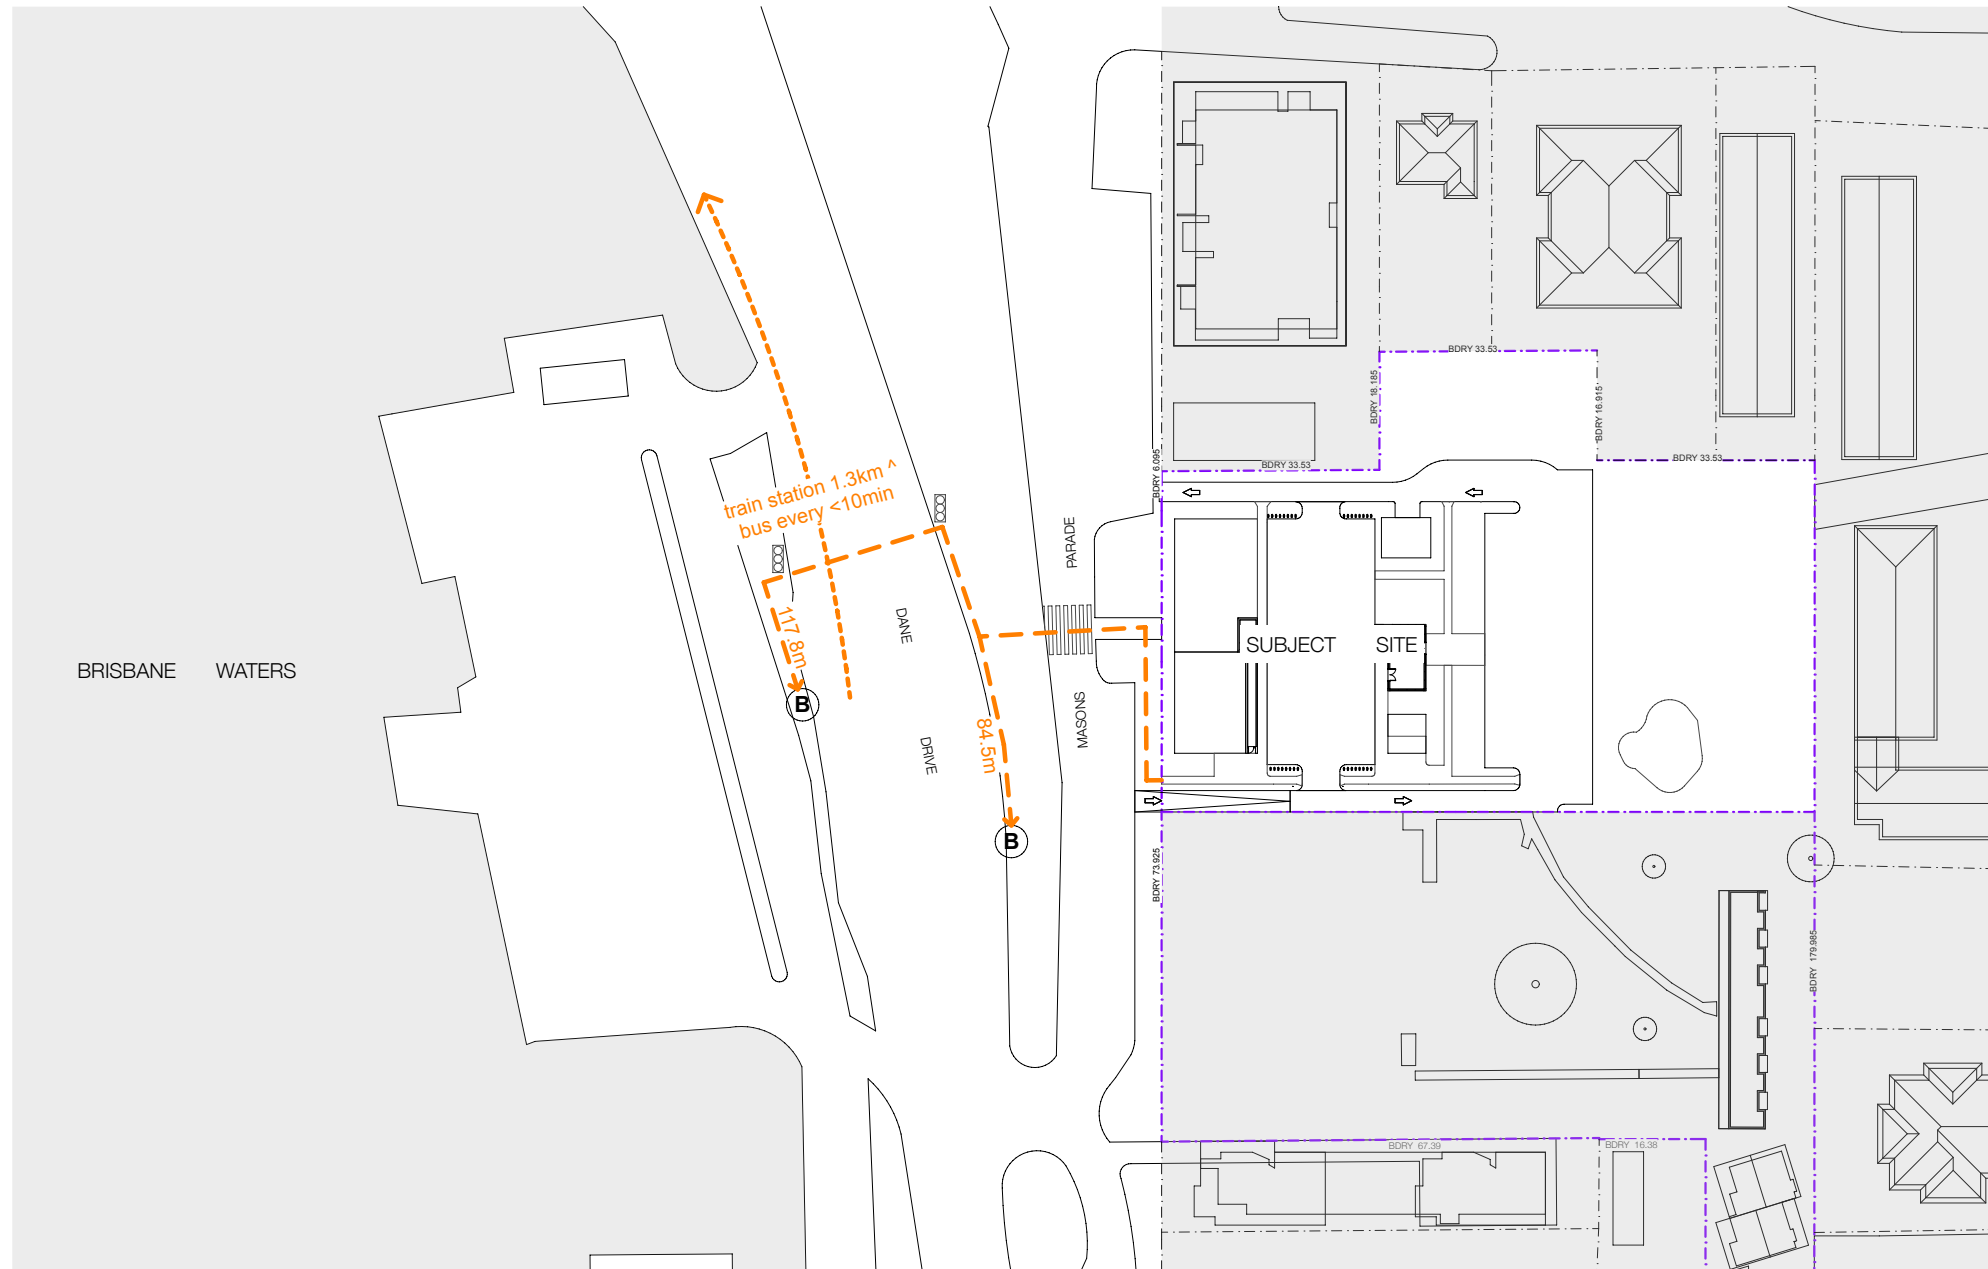 BDRY 33.53
BDRY 18.185
BDRY 16.915
BDRY 33.53
BDRY 33.53
BDRY 6.095
train station 1.3km ^
bus every <10min
PARADE
DANE
117.8m
SUBJECT SITE
BRISBANE WATERS
B
MASONS
84.5m
DRIVE
B
BDRY 73.925
BDRY 179.985
BDRY 67.39
BDRY 16.38